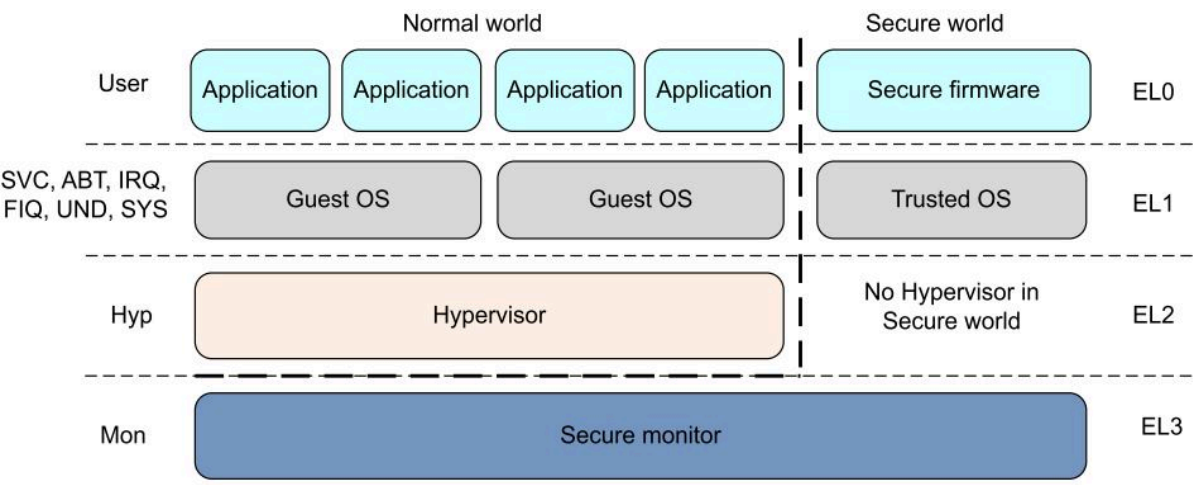 Normal world
Secure world
User
Application
Application
Application
Application
Secure firmware
EL0
SVC, ABT, IRQ,
FIQ, UND, SYS
Guest OS
Guest OS
Trusted OS
EL1
Hyp
Hypervisor
No Hypervisor in
Secure world
EL2
Mon
Secure monitor
EL3